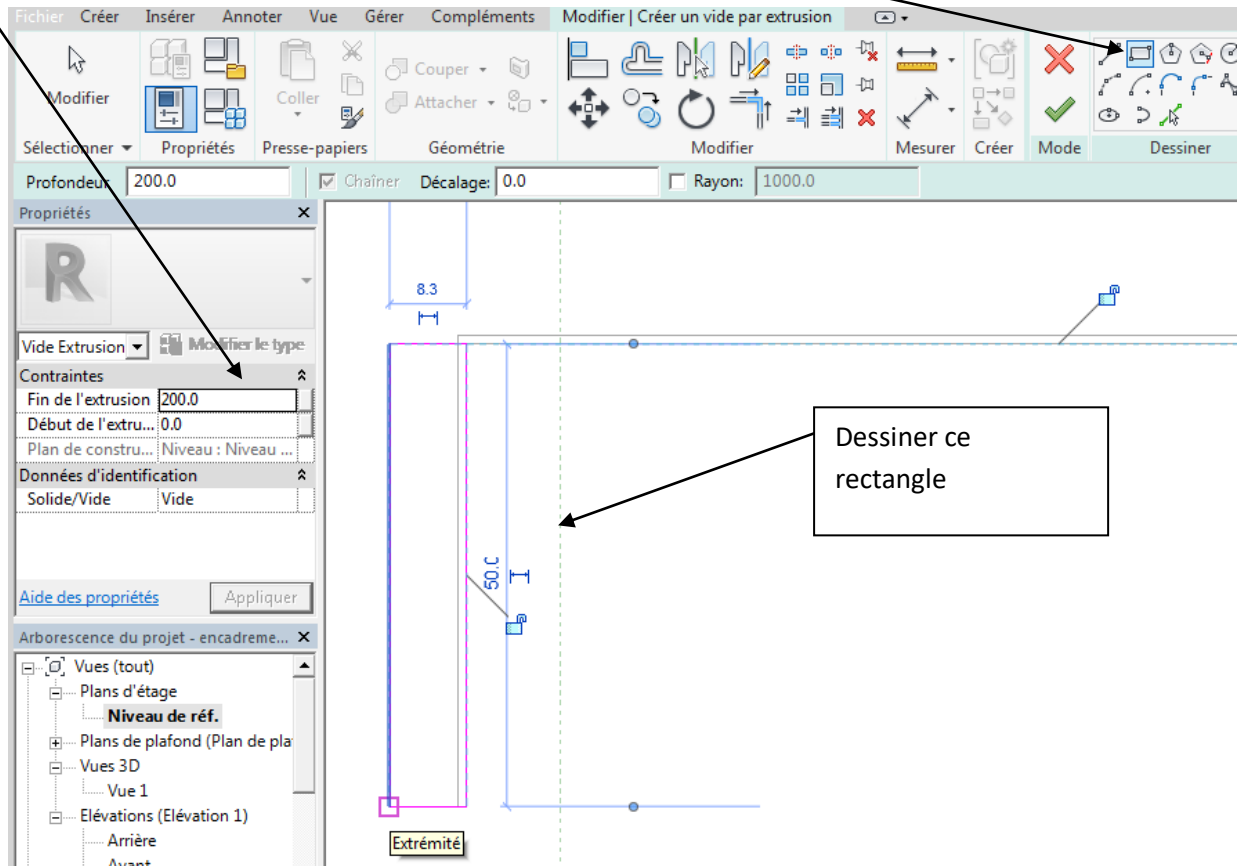 Fichier Créer Insérer Annoter Vue Gérer Compléments Modifier | Créer un vide par extrusion
Modifier
Coller
Couper
Attacher
Sélectionner Propriétés Presse-papiers Géométrie Modifier Mesurer Créer Mode Dessiner
Profondeur 200.0 Chaîner Décalage: 0.0 Rayon: 1000.0
Propriétés
R
Vide Extrusion Modifier le type
Contraintes
Fin de l'extrusion 200.0
Début de l'extru... 0.0
Plan de constru... Niveau : Niveau ...
Données d'identification
Solide/Vide Vide
Aide des propriétés Appliquer
Arborescence du projet - encadreme...
Vues (tout)
Plans d'étage
Niveau de réf.
Plans de plafond (Plan de pla
Vues 3D
Vue 1
Elévations (Elévation 1)
Arrière
Avant
8.3
50.0
Dessiner ce
rectangle
Extrémité